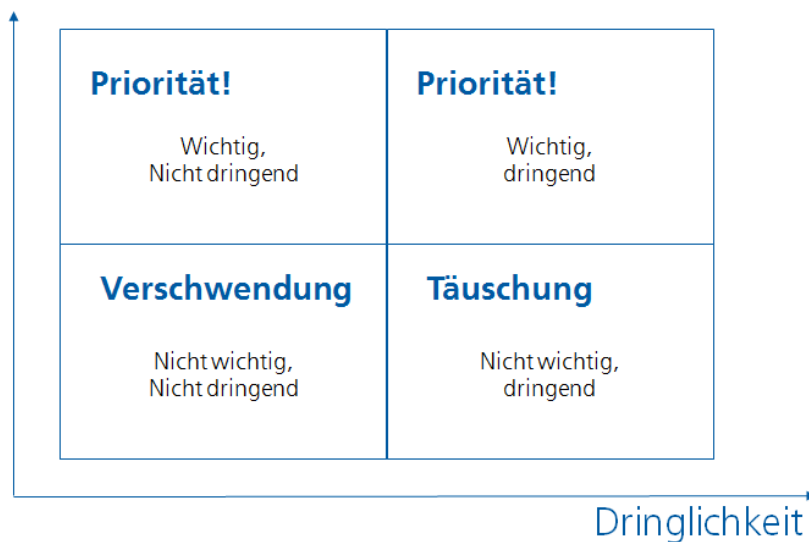 Priorität!
Wichtig,
Nicht dringend
Priorität!
Wichtig,
dringend
Verschwendung
Nicht wichtig,
Nicht dringend
Täuschung
Nicht wichtig,
dringend
Dringlichkeit